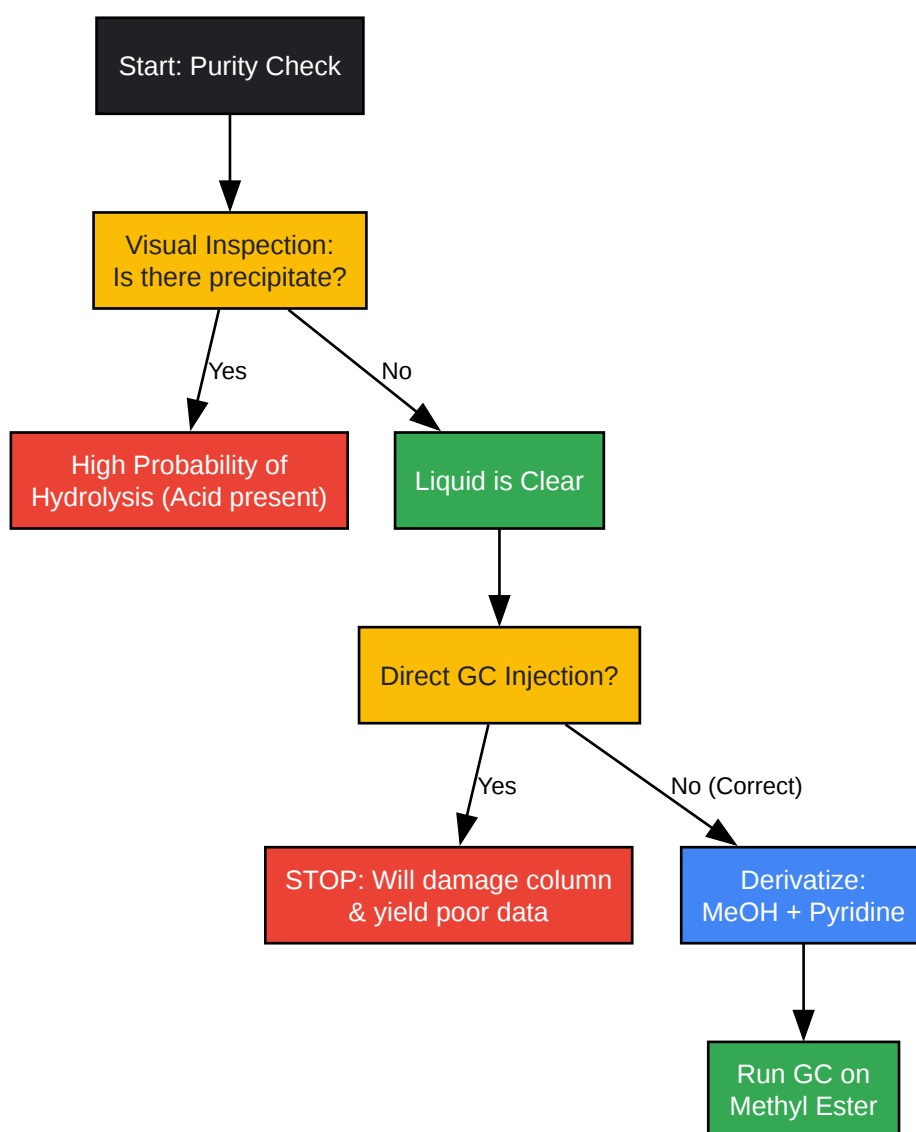 Start: Purity Check
Visual Inspection:
Is there precipitate?
Yes
No
High Probability of
Hydrolysis (Acid present)
Liquid is Clear
Direct GC Injection?
Yes
No (Correct)
STOP: Will damage column
& yield poor data
Derivatize:
MeOH + Pyridine
Run GC on
Methyl Ester